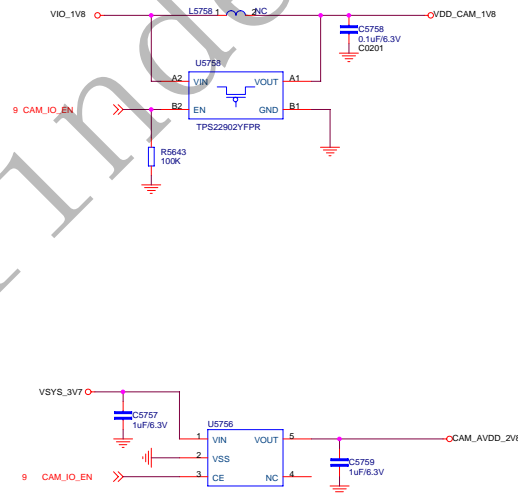 VIO_1V8
L5758 1 2 NC
VDD_CAM_1V8
C5758
0.1uF/6.3V
C0201
U5758
A2 VIN VOUT A1
9 CAM_IO_EN
B2 EN GND B1
TPS22902YFPR
R5643
100K
VSYS_3V7
C5757
1uF/6.3V
U5756
1 VIN VOUT 5
CAM_AVDD_2V8
2 VSS
C5759
1uF/6.3V
9 CAM_IO_EN
3 CE NC 4